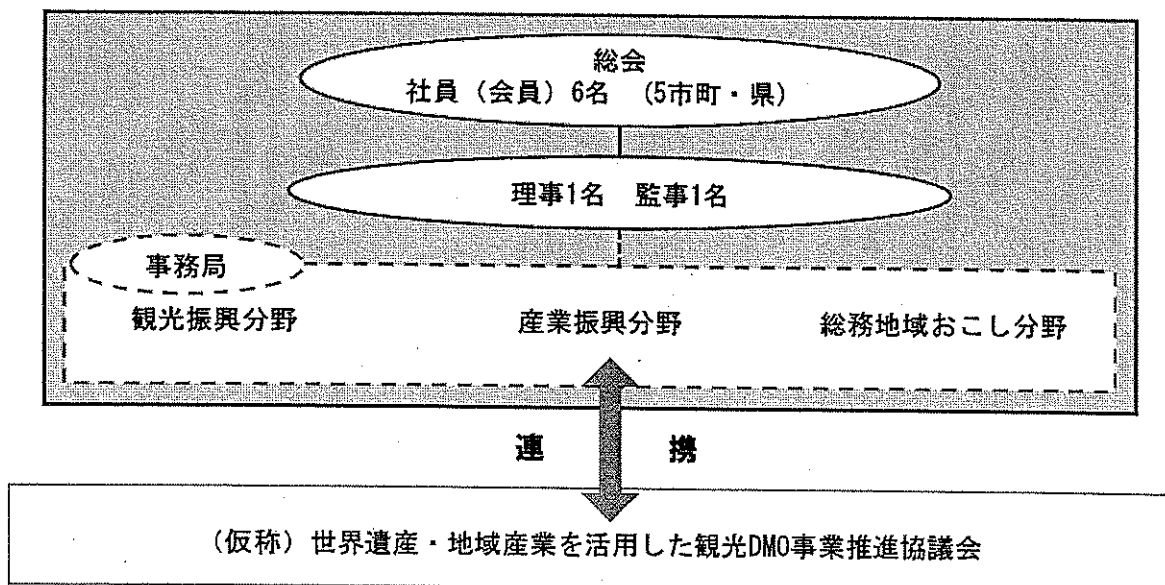 総会
社員（会員）6名　（5市町・県）
理事1名　監事1名
事務局
観光振興分野　産業振興分野　総務地域おこし分野
連　携
（仮称）世界遺産・地域産業を活用した観光DMO事業推進協議会